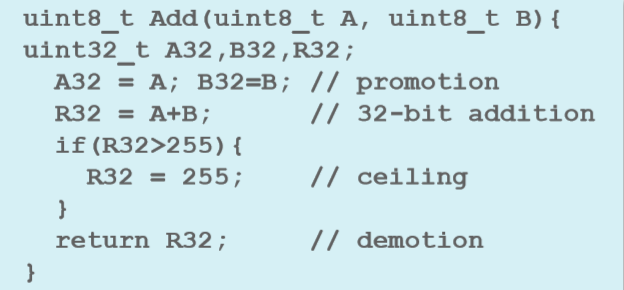 uint8_t Add(uint8_t A, uint8_t B){
uint32_t A32,B32,R32;
  A32 = A; B32=B; // promotion
  R32 = A+B;      // 32-bit addition
  if(R32>255){
    R32 = 255;    // ceiling
  }
  return R32;     // demotion
}